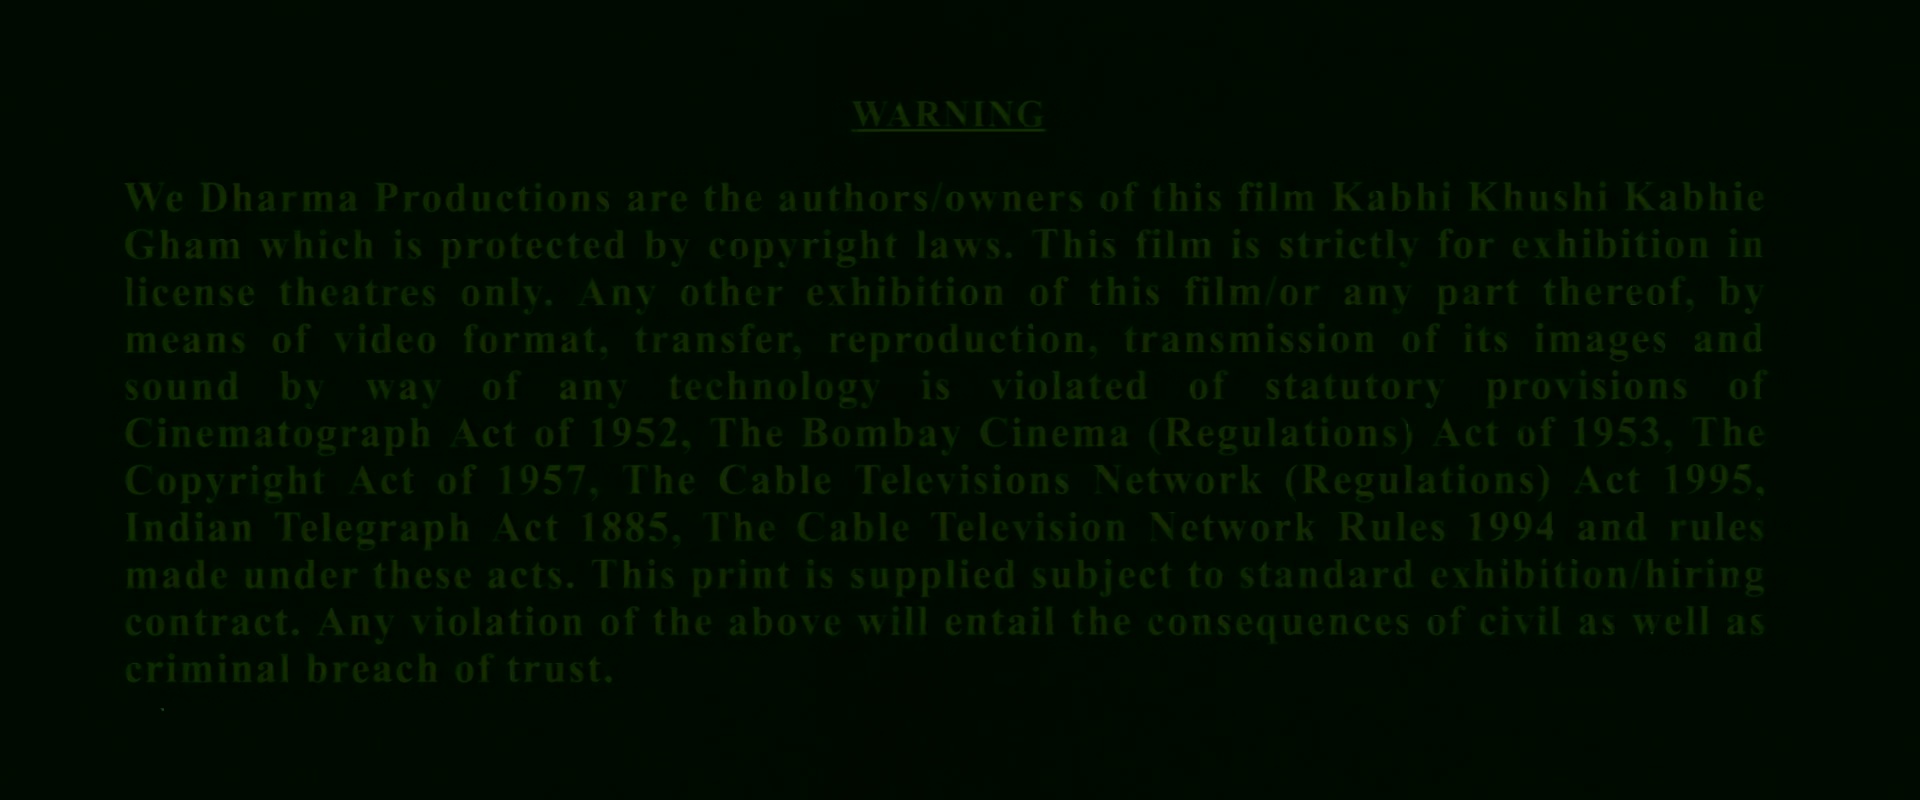 WARNING
We Dharma Productions are the authors/owners of this film Kabhi Khushi Kabhie
Gham which is protected by copyright laws. This film is strictly for exhibition in
license theatres only. Any other exhibition of this film/or any part thereof, by
means of video format, transfer, reproduction, transmission of its images and
sound by way of any technology is violated of statutory provisions of
Cinematograph Act of 1952, The Bombay Cinema (Regulations) Act of 1953, The
Copyright Act of 1957, The Cable Televisions Network (Regulations) Act 1995,
Indian Telegraph Act 1885, The Cable Television Network Rules 1994 and rules
made under these acts. This print is supplied subject to standard exhibition/hiring
contract. Any violation of the above will entail the consequences of civil as well as
criminal breach of trust.